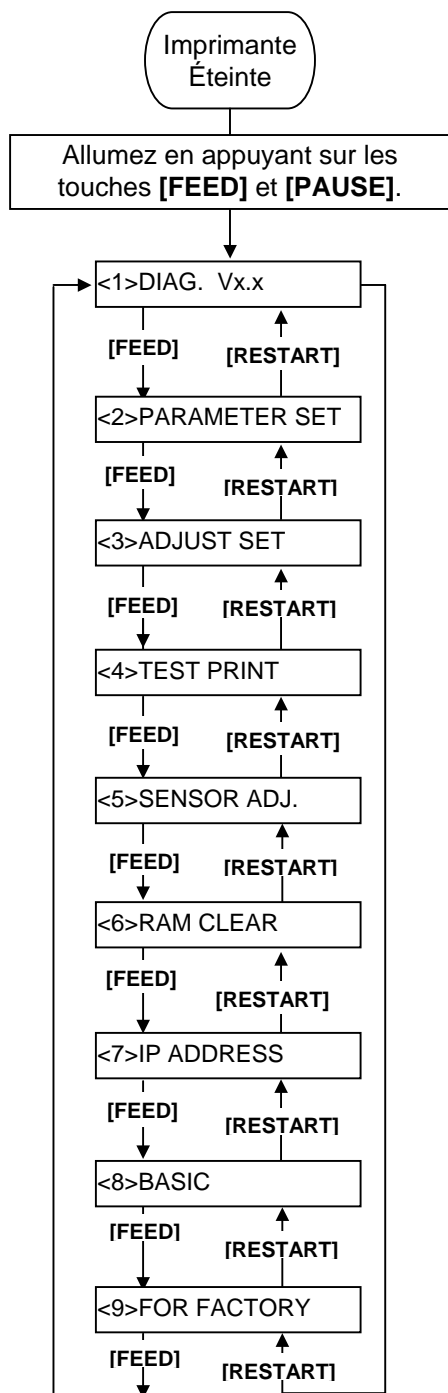 Imprimante
Éteinte
Allumez en appuyant sur les
touches [FEED] et [PAUSE].
<1>DIAG. Vx.x
[FEED]
[RESTART]
<2>PARAMETER SET
[FEED]
[RESTART]
<3>ADJUST SET
[FEED]
[RESTART]
<4>TEST PRINT
[FEED]
[RESTART]
<5>SENSOR ADJ.
[FEED]
[RESTART]
<6>RAM CLEAR
[FEED]
[RESTART]
<7>IP ADDRESS
[FEED]
[RESTART]
<8>BASIC
[FEED]
[RESTART]
<9>FOR FACTORY
[FEED]
[RESTART]